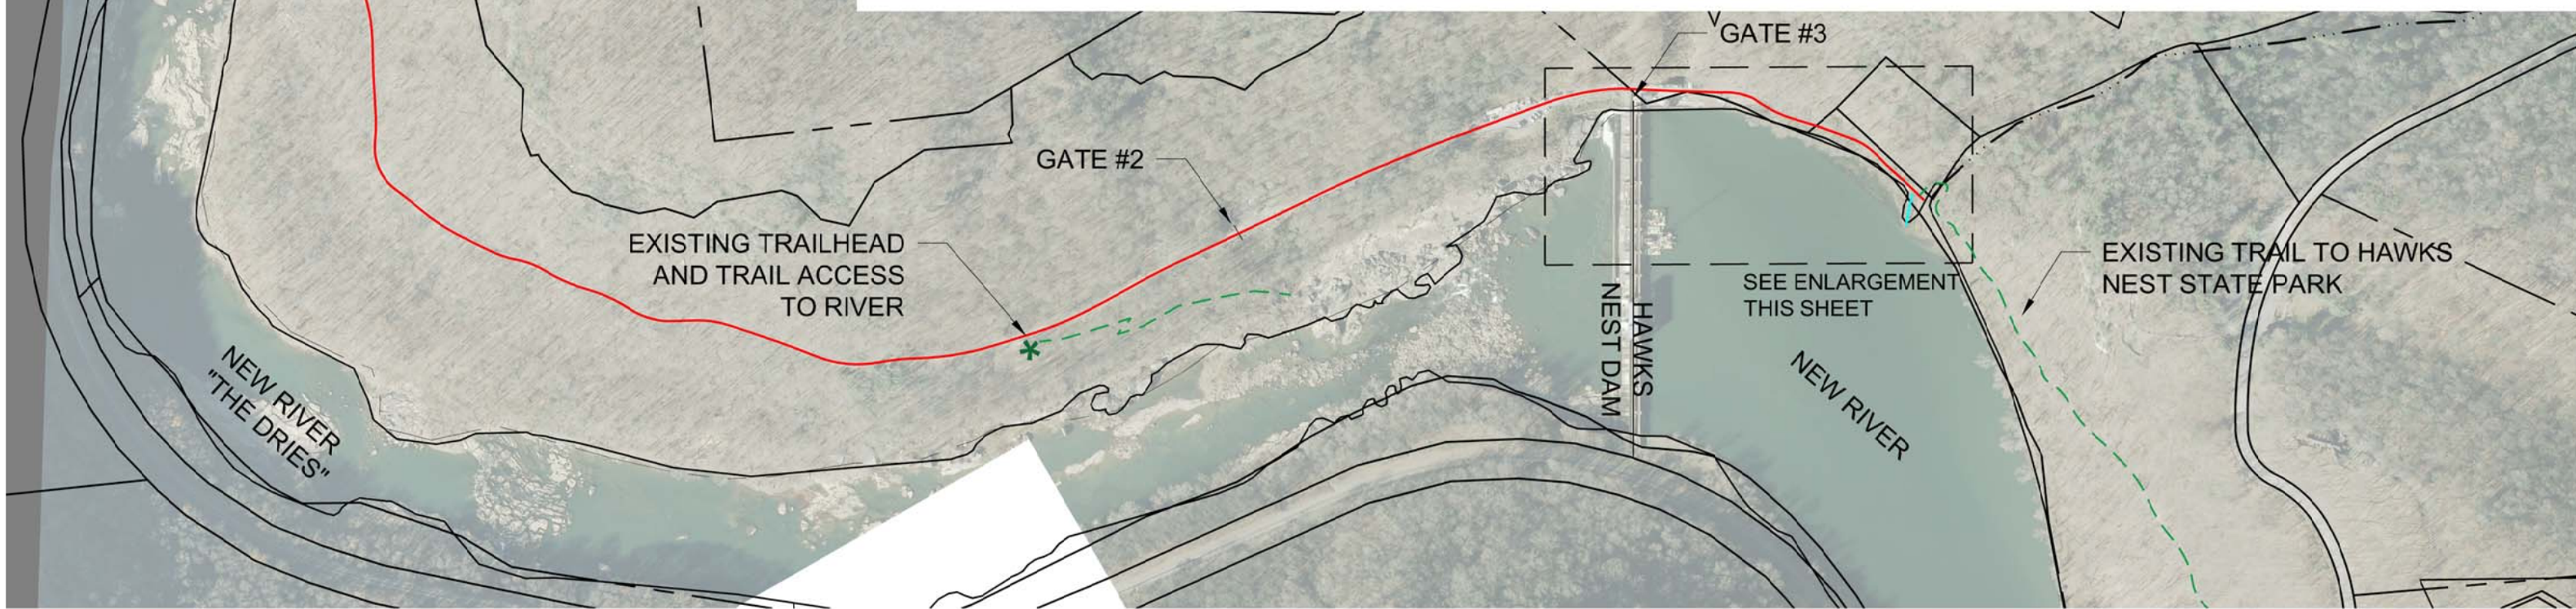 GATE #3
GATE #2
EXISTING TRAILHEAD
AND TRAIL ACCESS
TO RIVER
EXISTING TRAIL TO HAWKS
NEST STATE PARK
SEE ENLARGEMENT
THIS SHEET
HAWKS
NEST DAM
NEW RIVER
NEW RIVER
"THE DRIES"